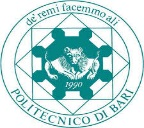 de' remi facemmo ali
1990
POLITECNICO DI BARI